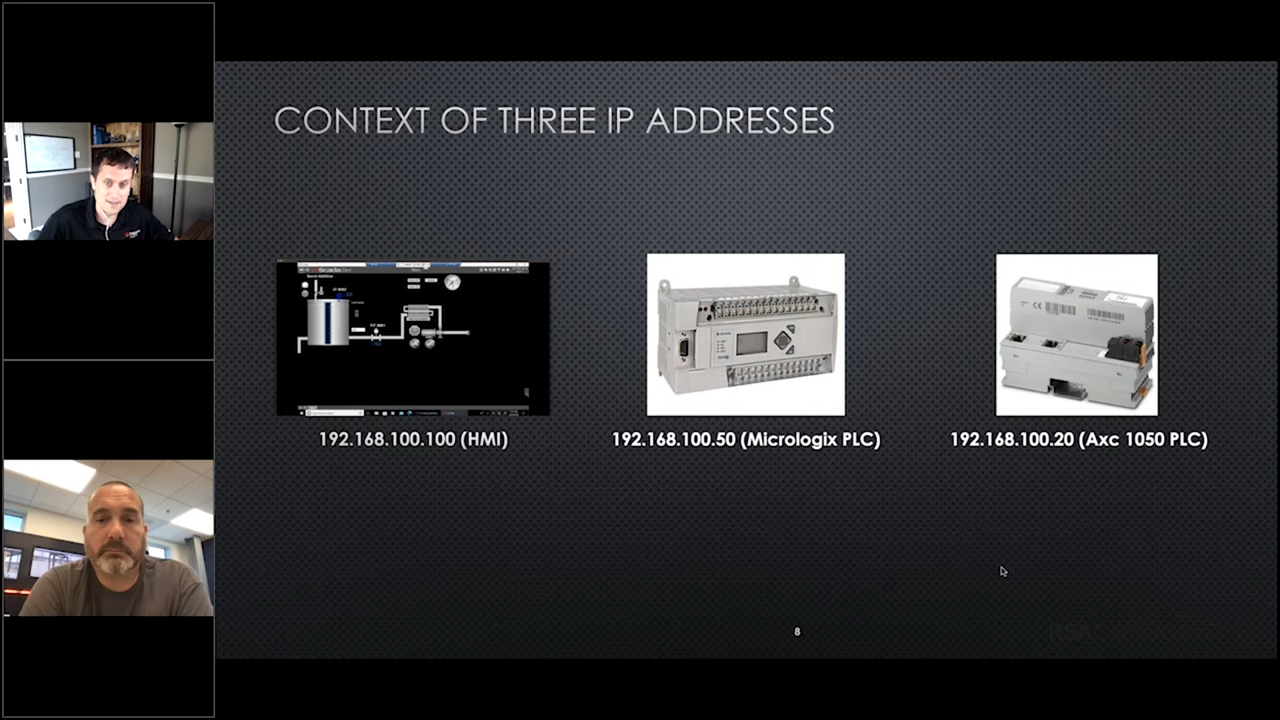 CONTEXT OF THREE IP ADDRESSES
192.168.100.100 (HMI)
192.168.100.50 (Micrologix PLC)
192.168.100.20 (Axc 1050 PLC)
8